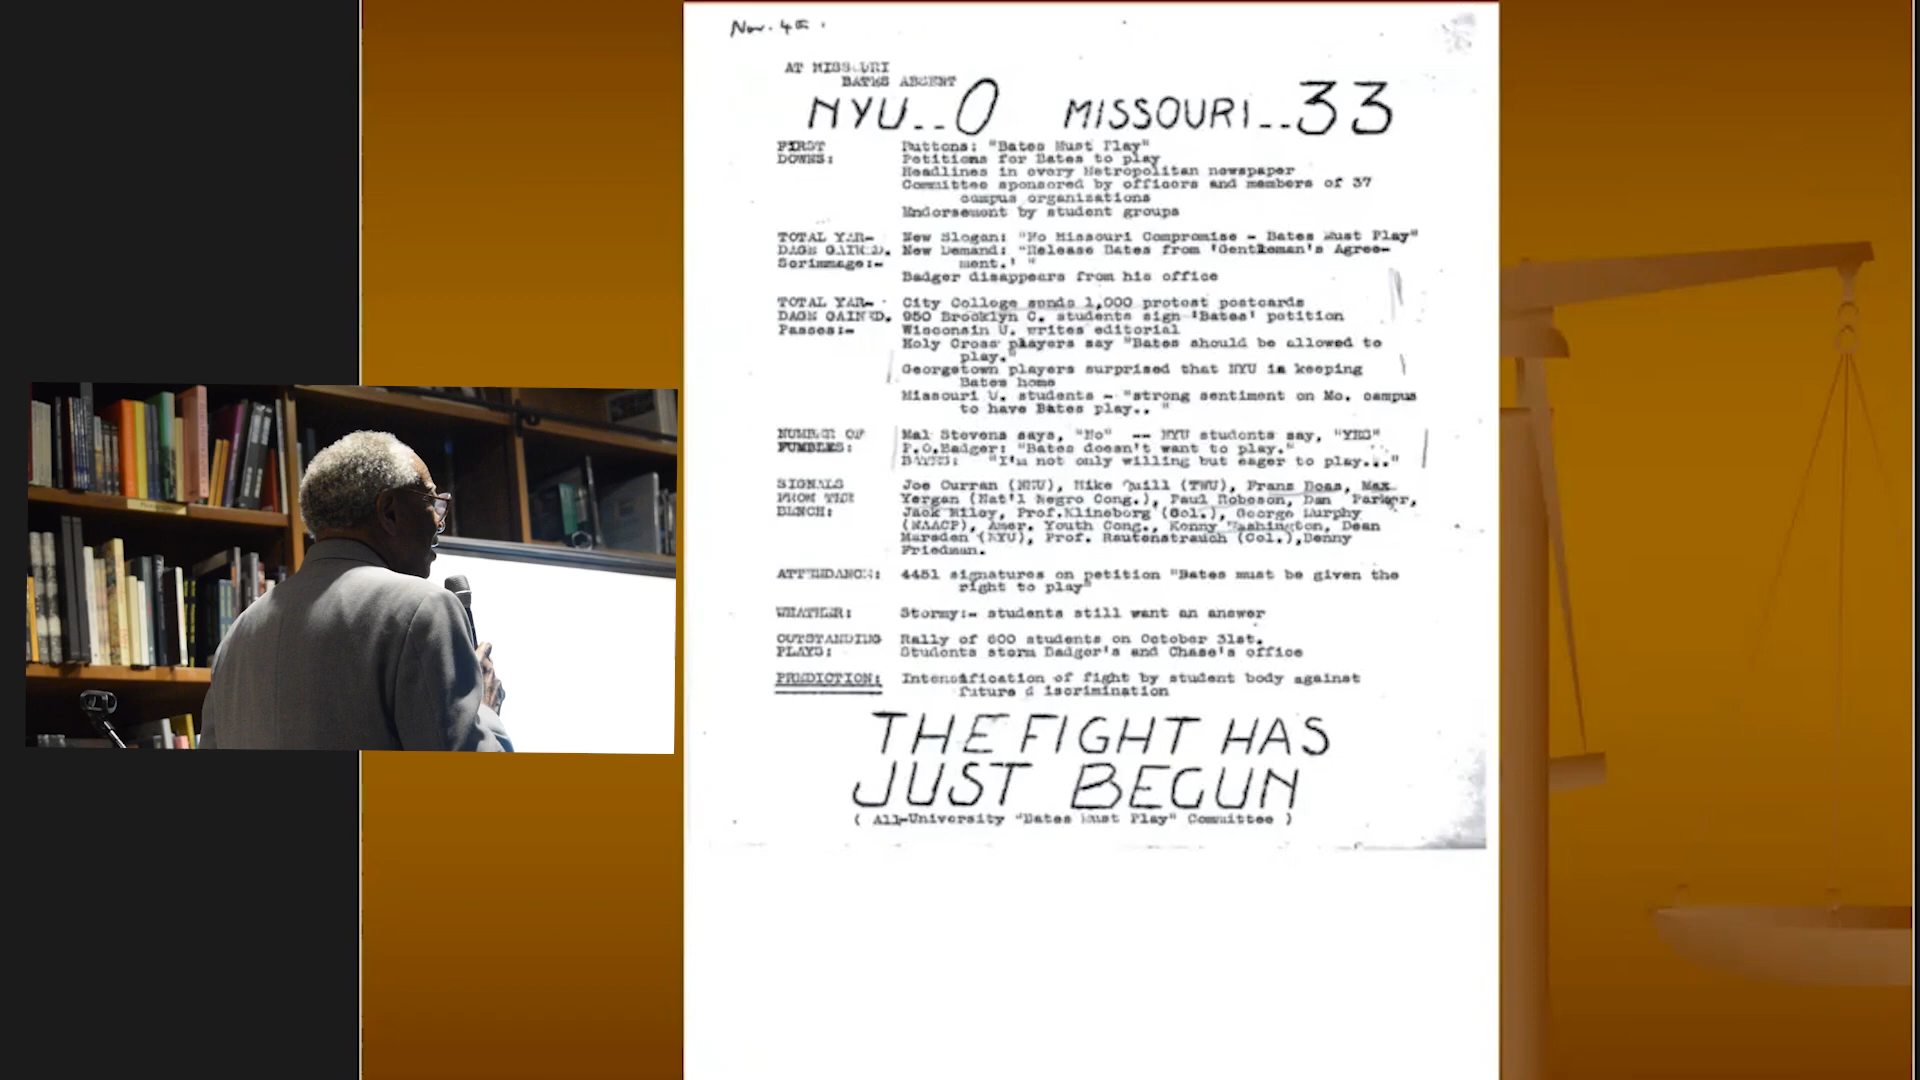 Nov. 4th.
AT MISSOURI
BATES ABSENT
NYU--0 MISSOURI--33
FIRST Buttons: "Bates Must Play"
DOWNS: Petitions for Bates to play
Headlines in every Metropolitan newspaper
Committee sponsored by officers and members of 37
campus organizations
Endorsement by student groups
TOTAL YAR- New Slogan: "No Missouri Compromise - Bates Must Play"
DAGE GAINED. New Demand: "Release Bates from 'Gentleman's Agree-
Scrimmage:- ment.' "
Badger disappears from his office
TOTAL YAR- City College sends 1,000 protest postcards
DAGE GAINED. 950 Brooklyn C. students sign 'Bates' petition
Passes:- Wisconsin U. writes editorial
Holy Cross players say "Bates should be allowed to
play."
Georgetown players surprised that NYU is keeping
Bates home
Missouri U. students - "strong sentiment on Mo. campus
to have Bates play.. "
NUMBER OF Mal Stevens says, "No" -- NYU students say, "YES"
FUMBLES: P.O.Badger: "Bates doesn't want to play."
BATES: "I'm not only willing but eager to play..."
SIGNALS Joe Curran (NMU), Mike Quill (TWU), Franz Boas, Max
FROM THE Yergan (Nat'l Negro Cong.), Paul Robeson, Dan Parker,
BENCH: Jack Miley, Prof.Klineborg (Col.), George Murphy
(NAACP), Amer. Youth Cong., Kenny Washington, Dean
Marsden (NYU), Prof. Rautenstrauch (Col.),Benny
Friedman.
ATTENDANCE: 4451 signatures on petition "Bates must be given the
right to play"
WEATHER: Stormy:- students still want an answer
OUTSTANDING Rally of 600 students on October 31st.
PLAYS: Students storm Badger's and Chase's office
PREDICTION: Intensification of fight by student body against
future d iscrimination
THE FIGHT HAS
JUST BEGUN
( All-University "Bates Must Play" Committee )